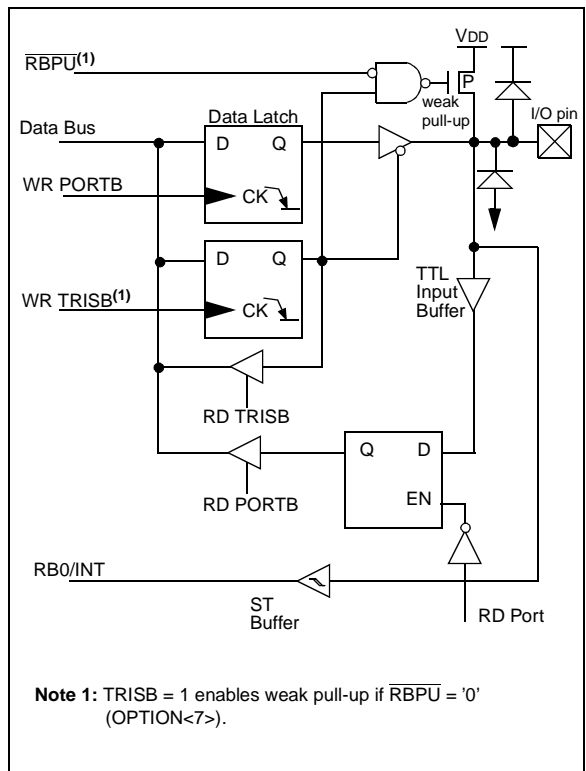 VDD
RBPU(1)
P
weak
pull-up
I/O pin
Data Latch
Data Bus
D Q
WR PORTB
CK
D Q
WR TRISB(1)
CK
TTL
Input
Buffer
RD TRISB
Q D
RD PORTB
EN
RB0/INT
ST
Buffer
RD Port
Note 1: TRISB = 1 enables weak pull-up if RBPU = '0'
(OPTION<7>).